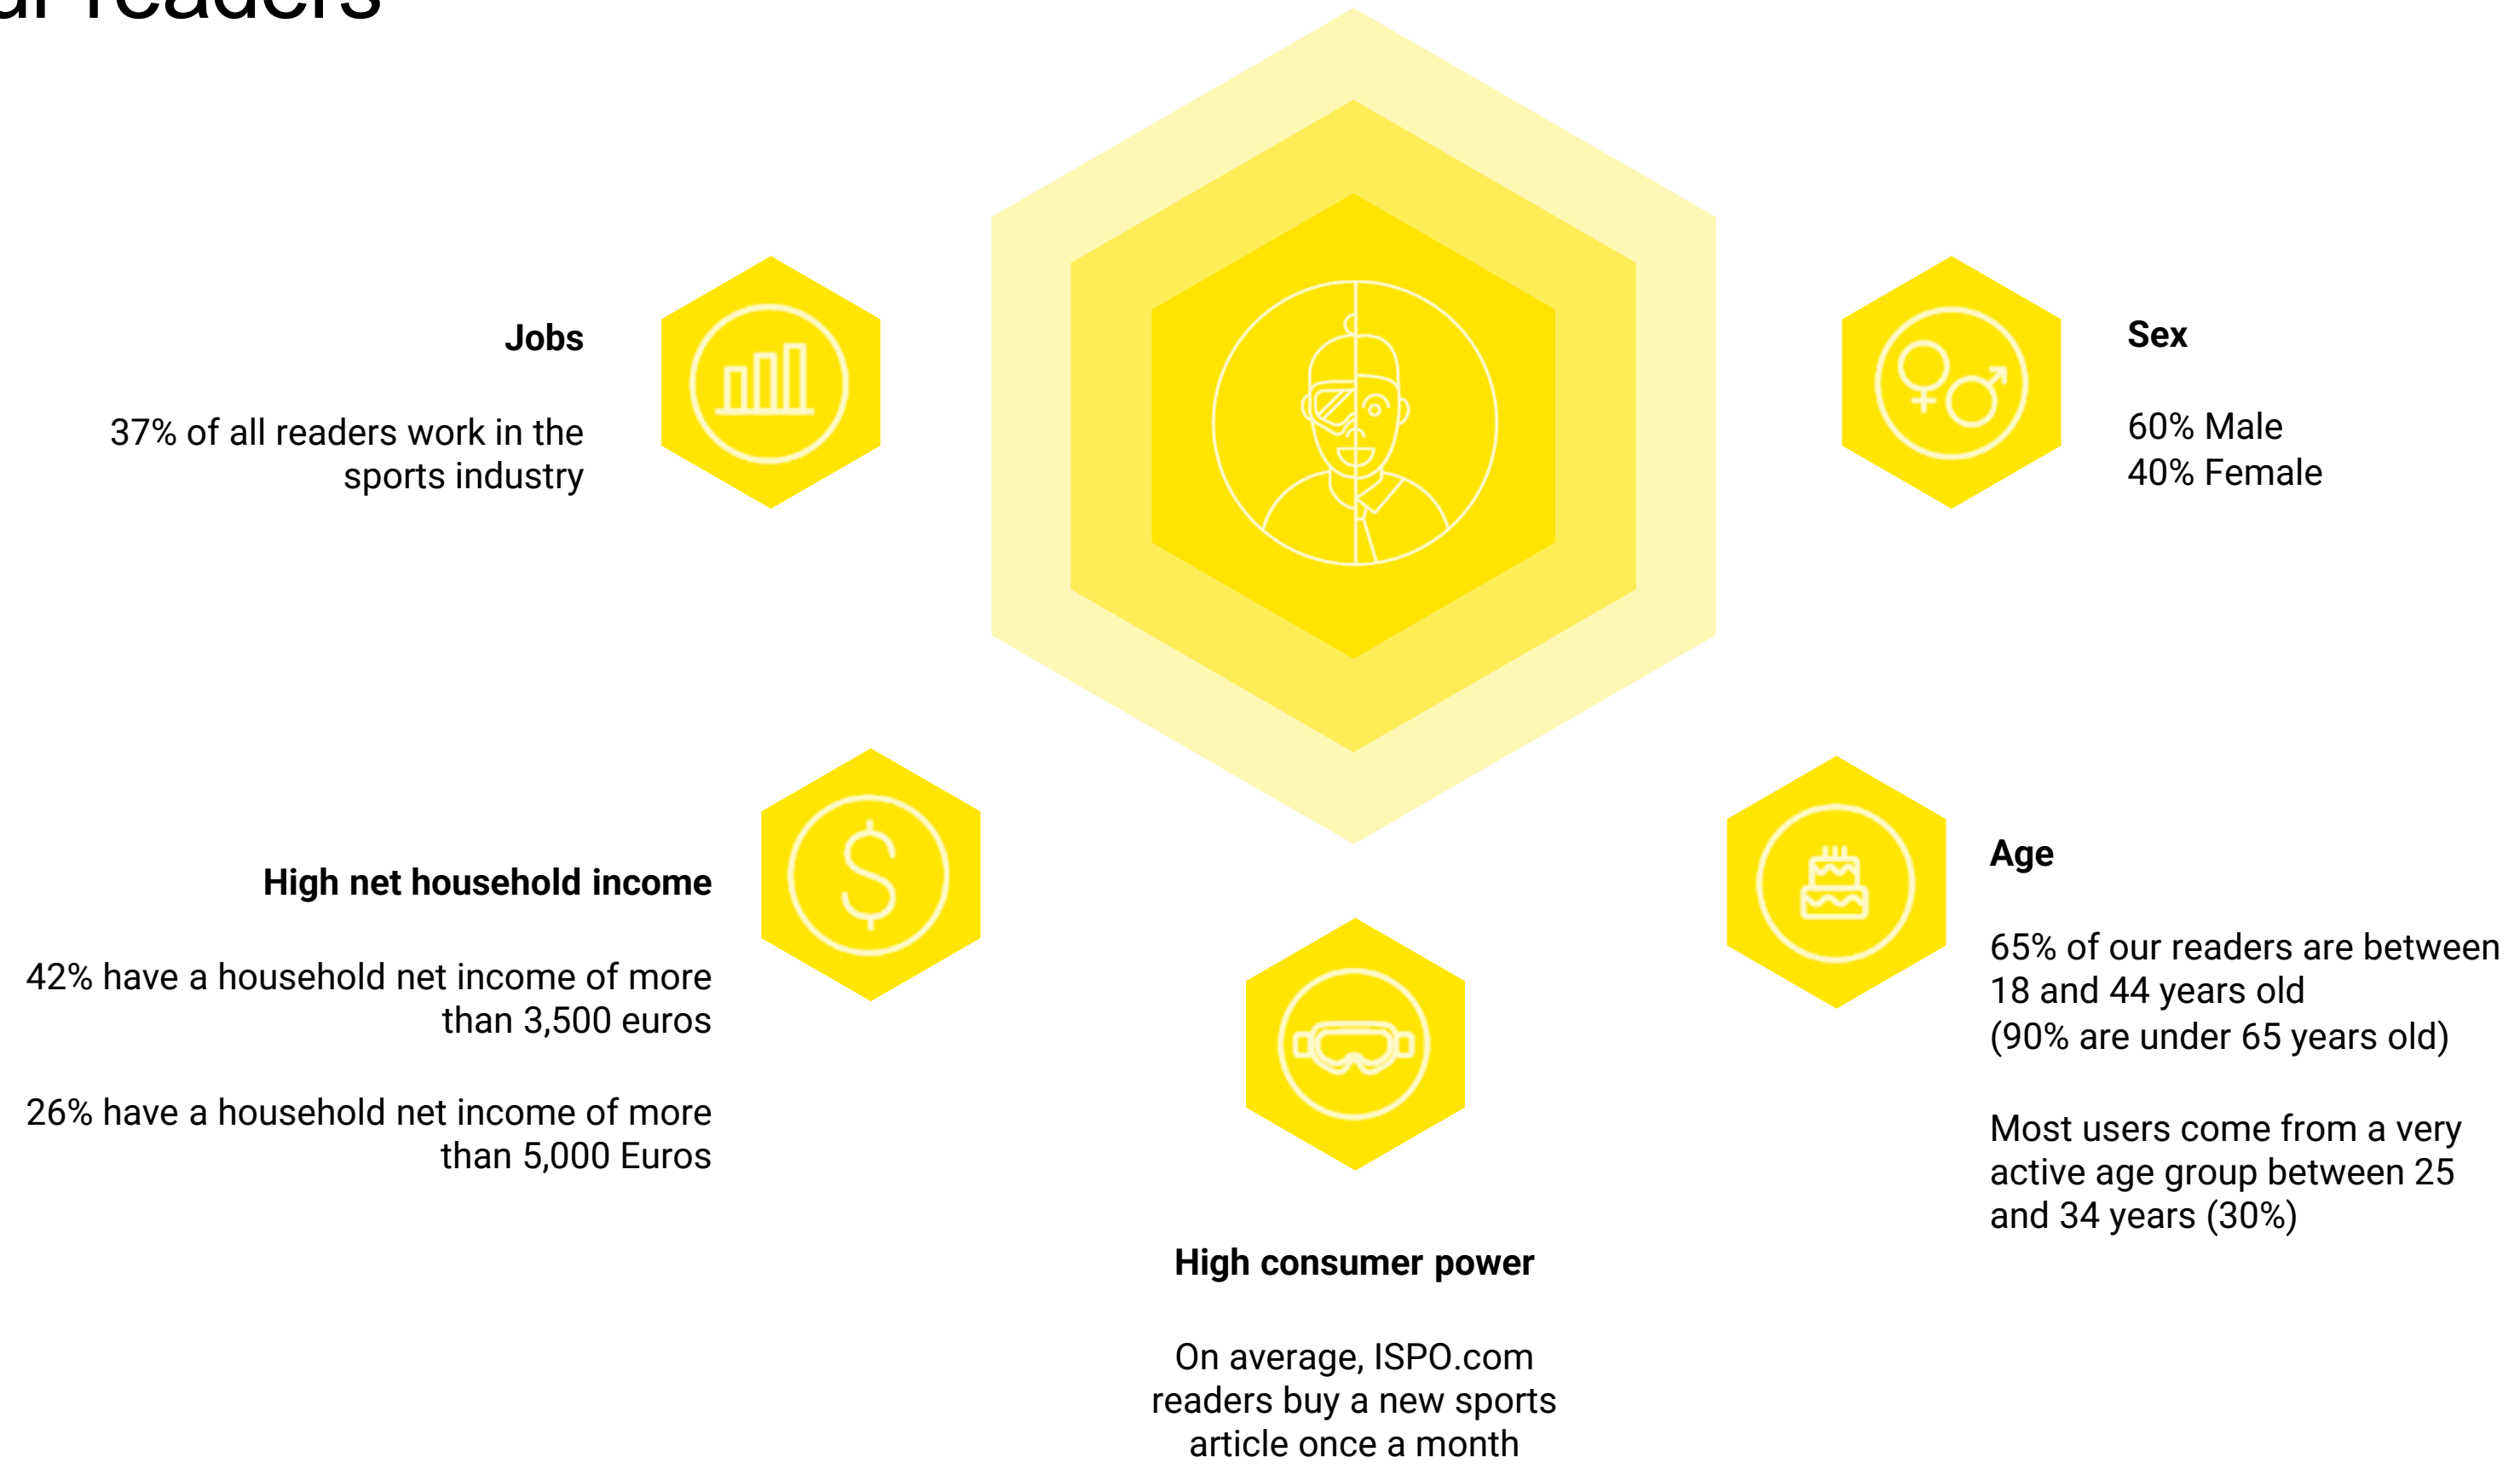 readers
Jobs
37% of all readers work in the
sports industry
Sex
60% Male
40% Female
High net household income
42% have a household net income of more
than 3,500 euros
26% have a household net income of more
than 5,000 Euros
Age
65% of our readers are between
18 and 44 years old
(90% are under 65 years old)
Most users come from a very
active age group between 25
and 34 years (30%)
High consumer power
On average, ISPO.com
readers buy a new sports
article once a month